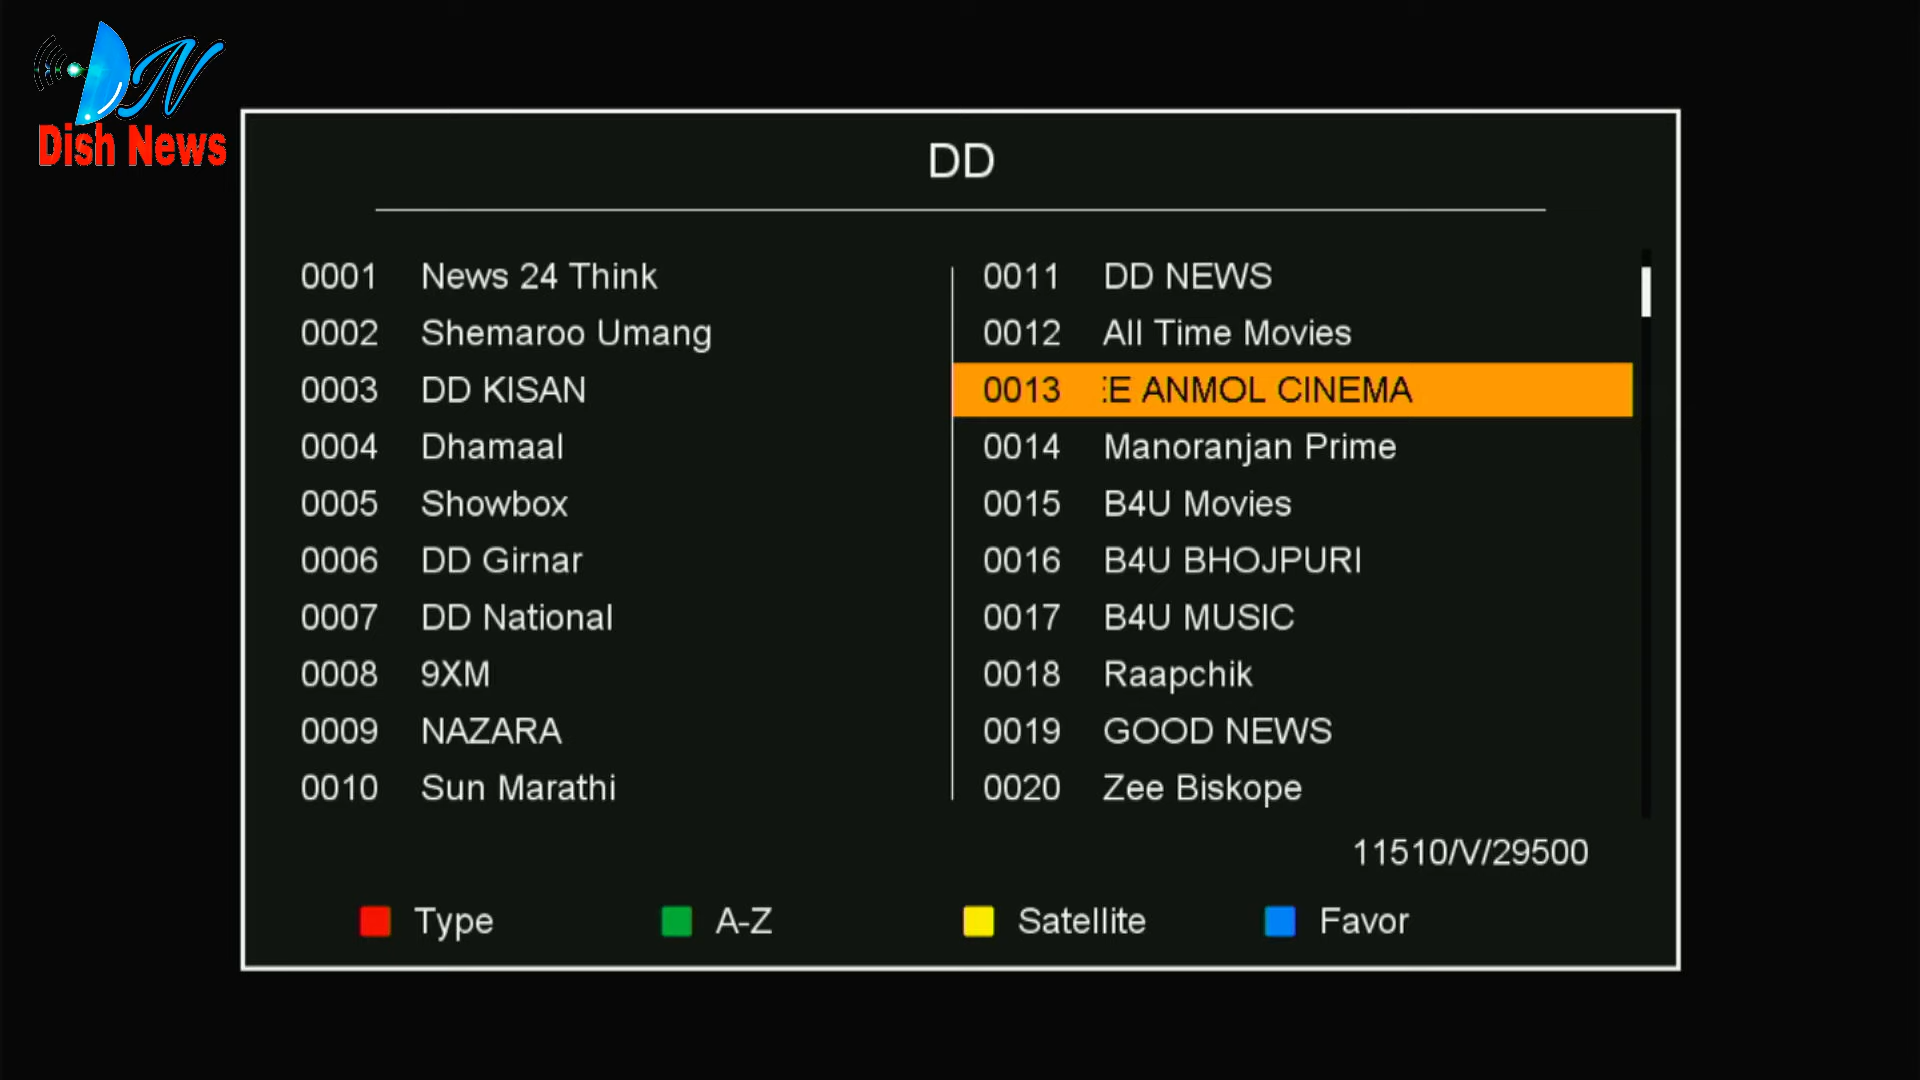 DN
Dish News
DD
0001 News 24 Think
0002 Shemaroo Umang
0003 DD KISAN
0004 Dhamaal
0005 Showbox
0006 DD Girnar
0007 DD National
0008 9XM
0009 NAZARA
0010 Sun Marathi
0011 DD NEWS
0012 All Time Movies
0013 E ANMOL CINEMA
0014 Manoranjan Prime
0015 B4U Movies
0016 B4U BHOJPURI
0017 B4U MUSIC
0018 Raapchik
0019 GOOD NEWS
0020 Zee Biskope
11510/V/29500
Type A-Z Satellite Favor